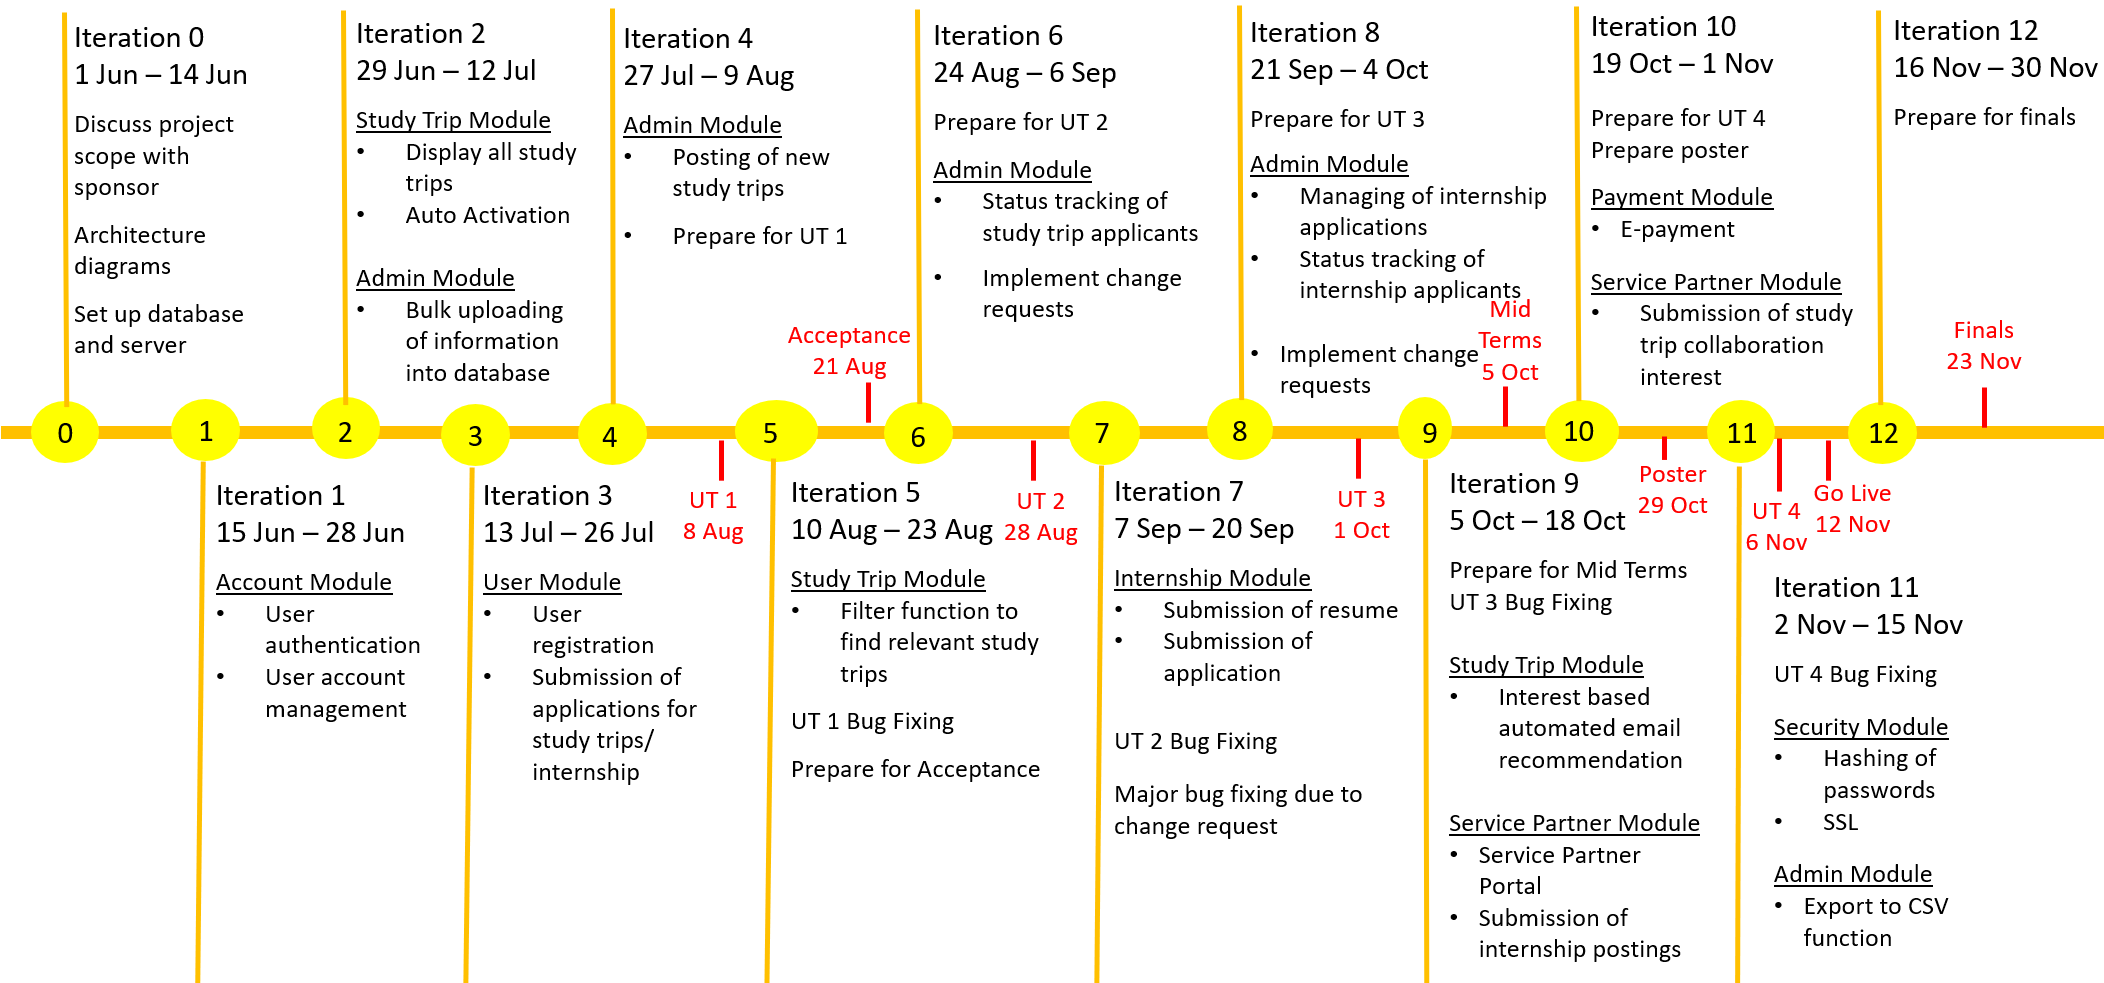 Iteration 0
1 Jun – 14 Jun
Discuss project
scope with
sponsor
Architecture
diagrams
Set up database
and server
Iteration 2
29 Jun – 12 Jul
Study Trip Module
• Display all study
trips
• Auto Activation
Admin Module
• Bulk uploading
of information
into database
Iteration 4
27 Jul – 9 Aug
Admin Module
• Posting of new
study trips
• Prepare for UT 1
Acceptance
21 Aug
Iteration 6
24 Aug – 6 Sep
Prepare for UT 2
Admin Module
• Status tracking of
study trip applicants
• Implement change
requests
Iteration 8
21 Sep – 4 Oct
Prepare for UT 3
Admin Module
• Managing of internship
applications
• Status tracking of
internship applicants
• Implement change
requests
Mid
Terms
5 Oct
Iteration 10
19 Oct – 1 Nov
Prepare for UT 4
Prepare poster
Payment Module
• E-payment
Service Partner Module
• Submission of study
trip collaboration
interest
Iteration 12
16 Nov – 30 Nov
Prepare for finals
Finals
23 Nov
0
1
2
3
4
5
6
7
8
9
10
11
12
Iteration 1
15 Jun – 28 Jun
Account Module
• User
authentication
• User account
management
Iteration 3
13 Jul – 26 Jul
User Module
• User
registration
• Submission of
applications for
study trips/
internship
UT 1
8 Aug
Iteration 5
10 Aug – 23 Aug
Study Trip Module
• Filter function to
find relevant study
trips
UT 1 Bug Fixing
Prepare for Acceptance
UT 2
28 Aug
Iteration 7
7 Sep – 20 Sep
Internship Module
• Submission of resume
• Submission of
application
UT 2 Bug Fixing
Major bug fixing due to
change request
UT 3
1 Oct
Iteration 9
5 Oct – 18 Oct
Prepare for Mid Terms
UT 3 Bug Fixing
Study Trip Module
• Interest based
automated email
recommendation
Service Partner Module
• Service Partner
Portal
• Submission of
internship postings
Poster
29 Oct
UT 4
6 Nov
Go Live
12 Nov
Iteration 11
2 Nov – 15 Nov
UT 4 Bug Fixing
Security Module
• Hashing of
passwords
• SSL
Admin Module
• Export to CSV
function